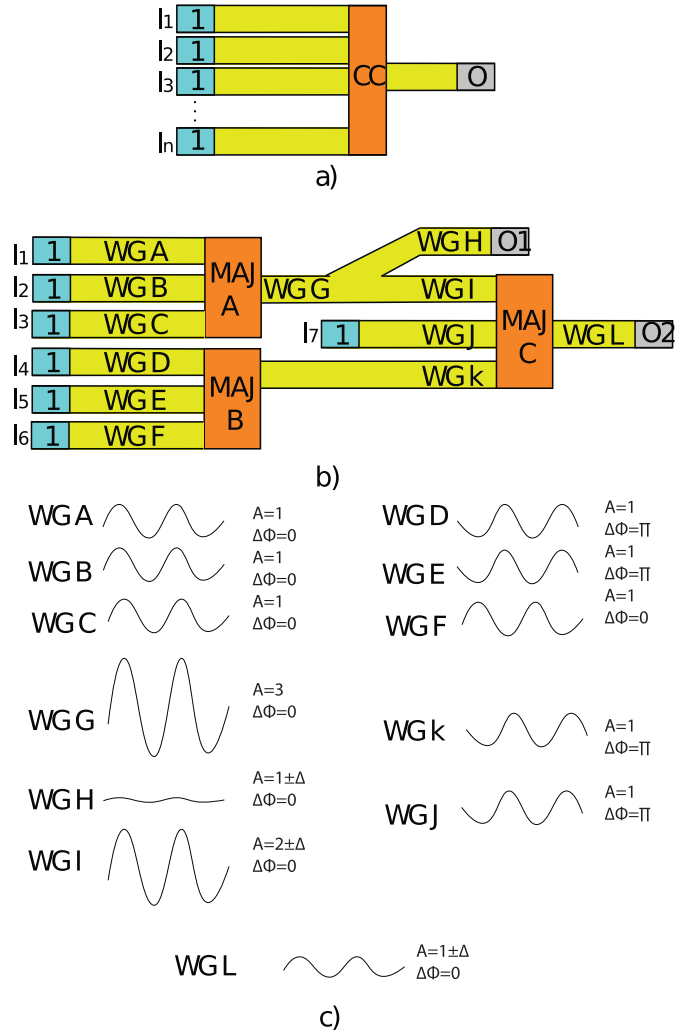 I1 1
I2 1
I3 1
CC
O
In 1
a)
I1 1 WGA
I2 1 WGB
I3 1 WGC
MAJ
A
WGG
WGH O1
WGI
I7 1 WGJ
MAJ
C
WGL O2
I4 1 WGD
I5 1 WGE
I6 1 WGF
MAJ
B
WGk
b)
WGA
A=1
ΔΦ=0
WGD
A=1
ΔΦ=Π
WGB
A=1
ΔΦ=0
WGE
A=1
ΔΦ=Π
WGC
A=1
ΔΦ=0
WGF
A=1
ΔΦ=0
WGG
A=3
ΔΦ=0
WGk
A=1
ΔΦ=Π
WGH
A=1±Δ
ΔΦ=0
WGJ
A=1
ΔΦ=Π
WGI
A=2±Δ
ΔΦ=0
WGL
A=1±Δ
ΔΦ=0
c)